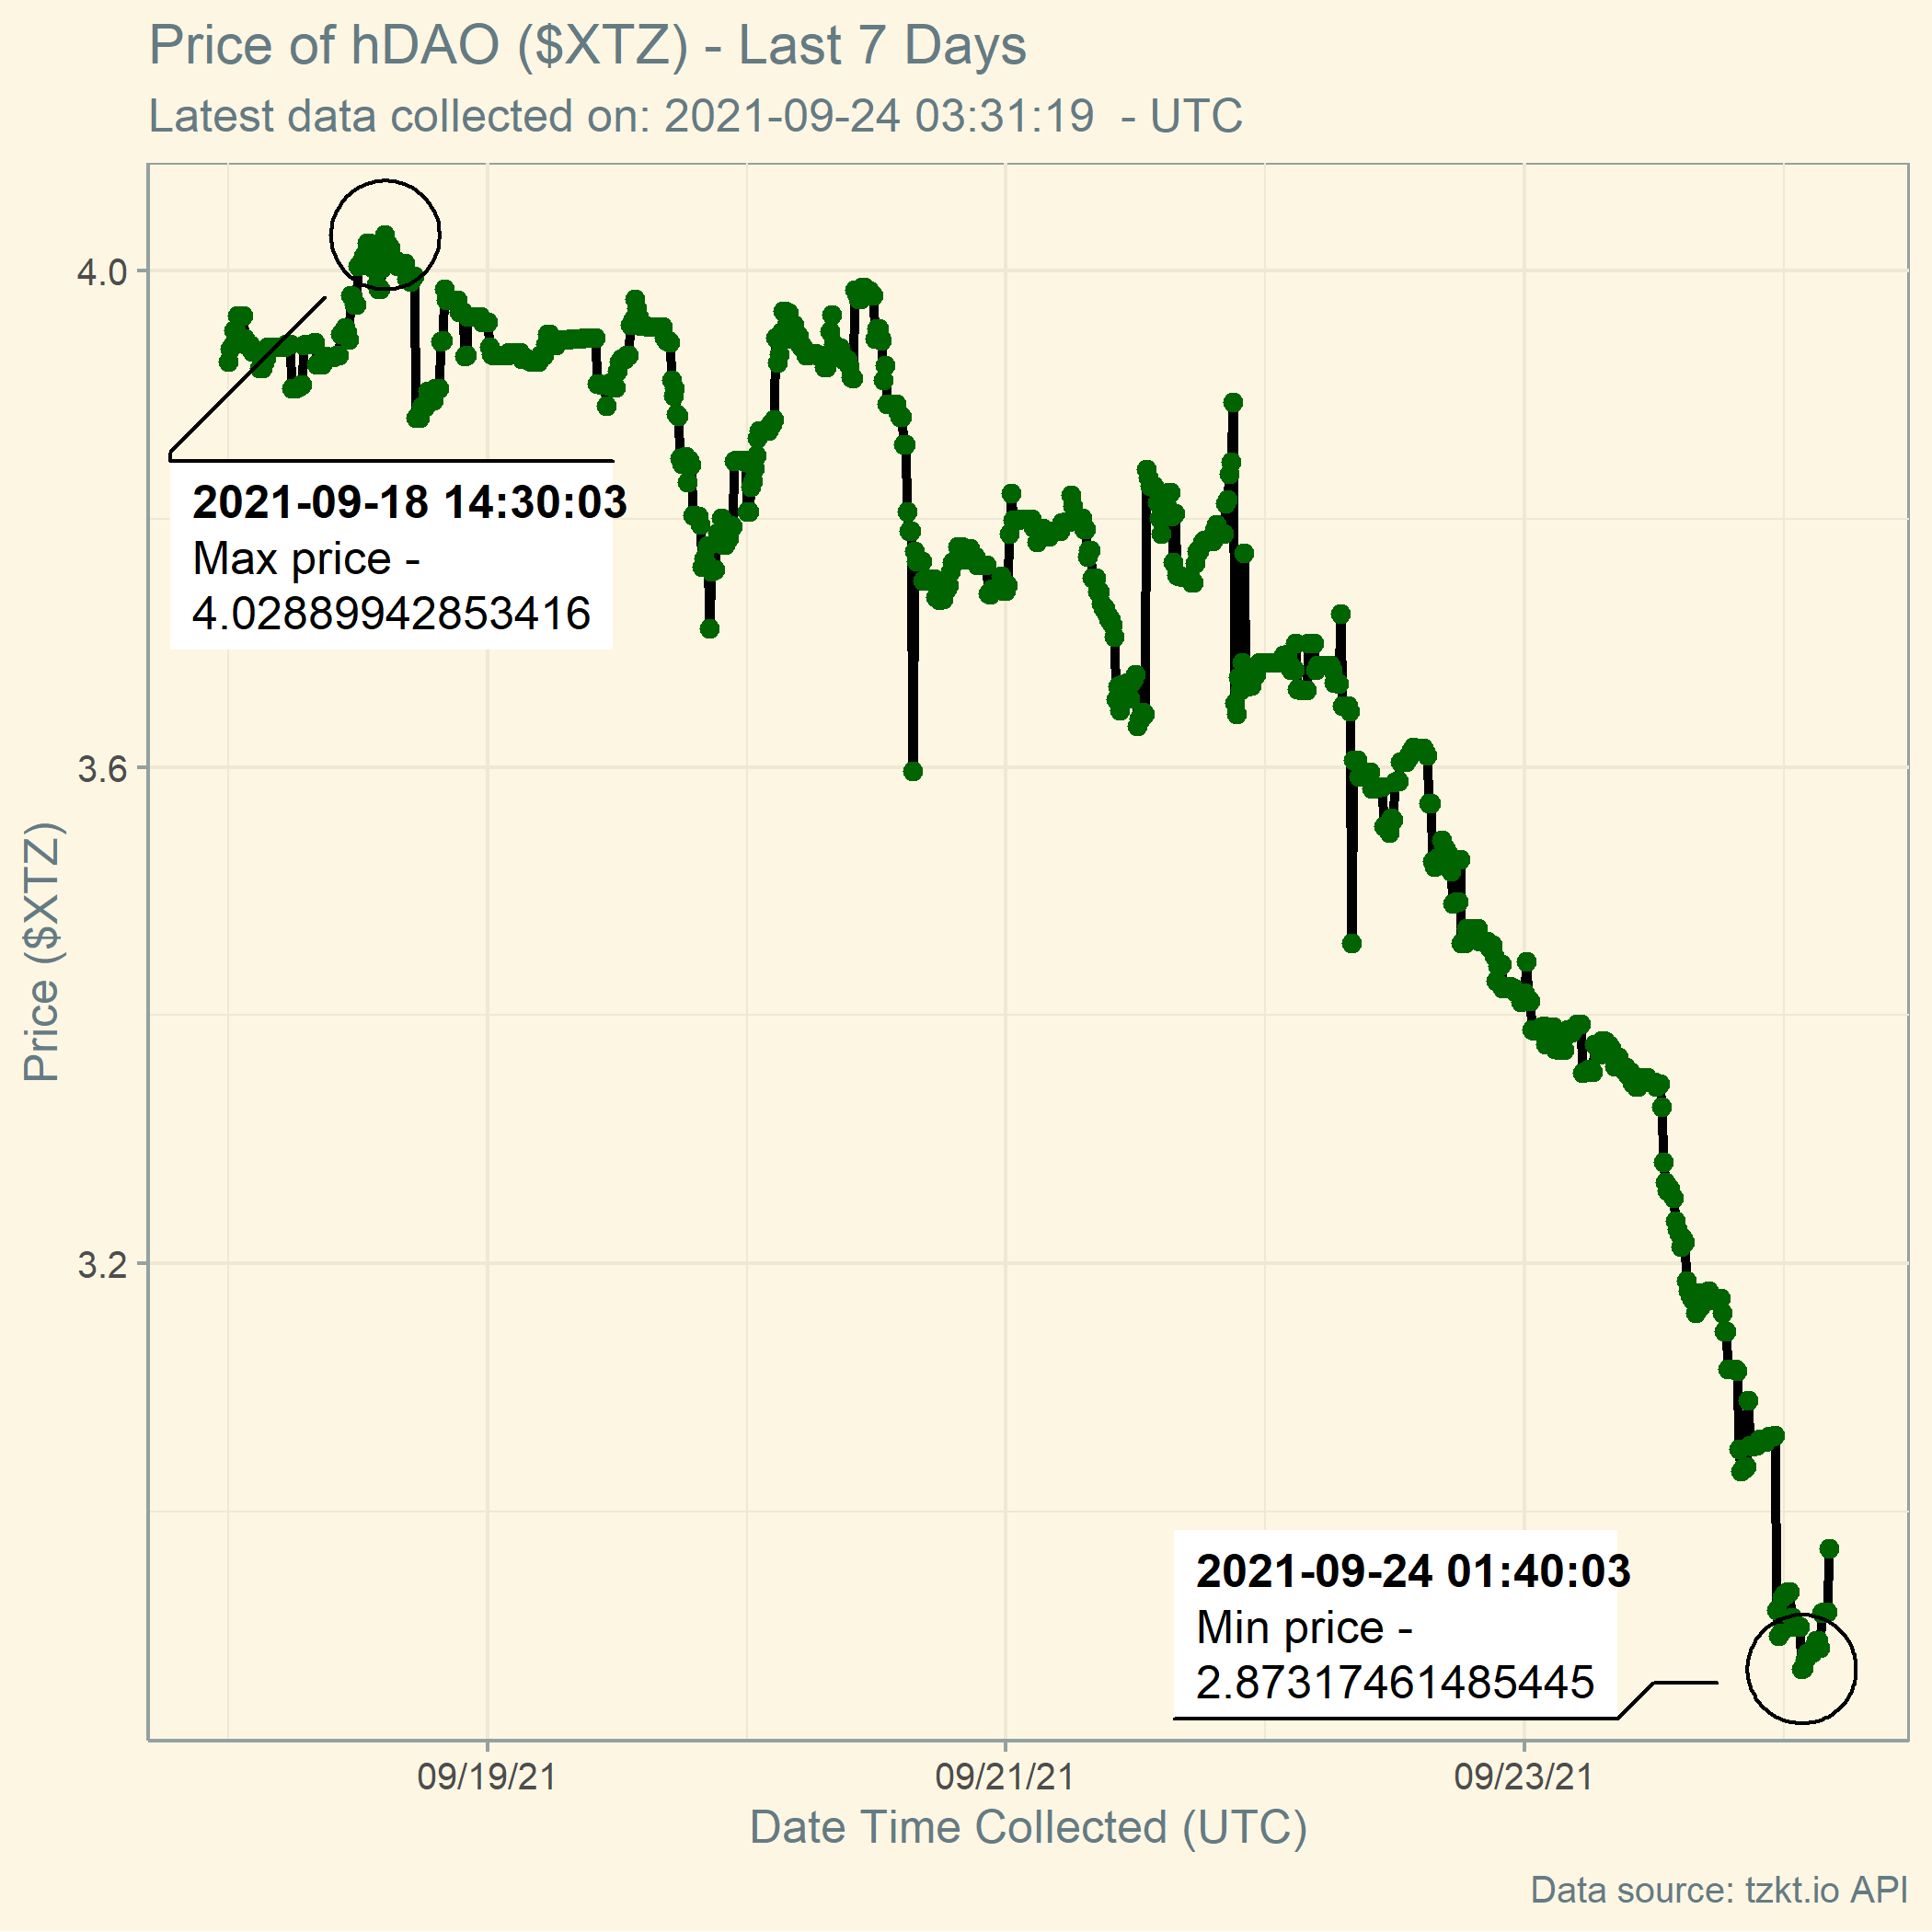 Price of hDAO ($XTZ) - Last 7 Days
Latest data collected on: 2021-09-24 03:31:19  - UTC
4.0
3.6
3.2
Price ($XTZ)
2021-09-18 14:30:03
Max price -
4.02889942853416
2021-09-24 01:40:03
Min price -
2.87317461485445
09/19/21
09/21/21
09/23/21
Date Time Collected (UTC)
Data source: tzkt.io API